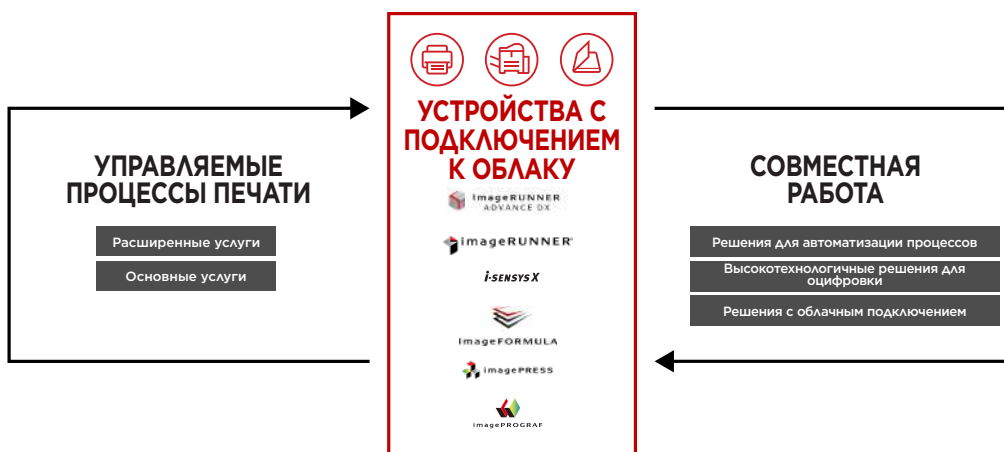 УПРАВЛЯЕМЫЕ
ПРОЦЕССЫ ПЕЧАТИ
Расширенные услуги
Основные услуги
УСТРОЙСТВА С
ПОДКЛЮЧЕНИЕМ
К ОБЛАКУ
imageRUNNER
ADVANCE DX
imageRUNNER
i-SENSYS X
imageFORMULA
imagePRESS
imagePROGRAF
СОВМЕСТНАЯ
РАБОТА
Решения для автоматизации процессов
Высокотехнологичные решения для
оцифровки
Решения с облачным подключением